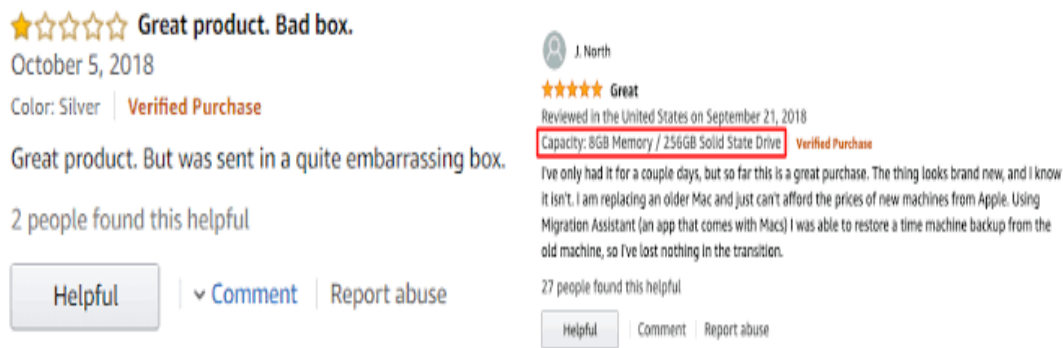 Great product. Bad box.
October 5, 2018
Color: Silver Verified Purchase
Great product. But was sent in a quite embarrassing box.
2 people found this helpful
Helpful Comment Report abuse
J. North
Great
Reviewed in the United States on September 21, 2018
Capacity: 8GB Memory / 256GB Solid State Drive Verified Purchase
I've only had it for a couple days, but so far this is a great purchase. The thing looks brand new, and I know
it isn't. I am replacing an older Mac and just can't afford the prices of new machines from Apple. Using
Migration Assistant (an app that comes with Macs) I was able to restore a time machine backup from the
old machine, so I've lost nothing in the transition.
27 people found this helpful
Helpful Comment Report abuse